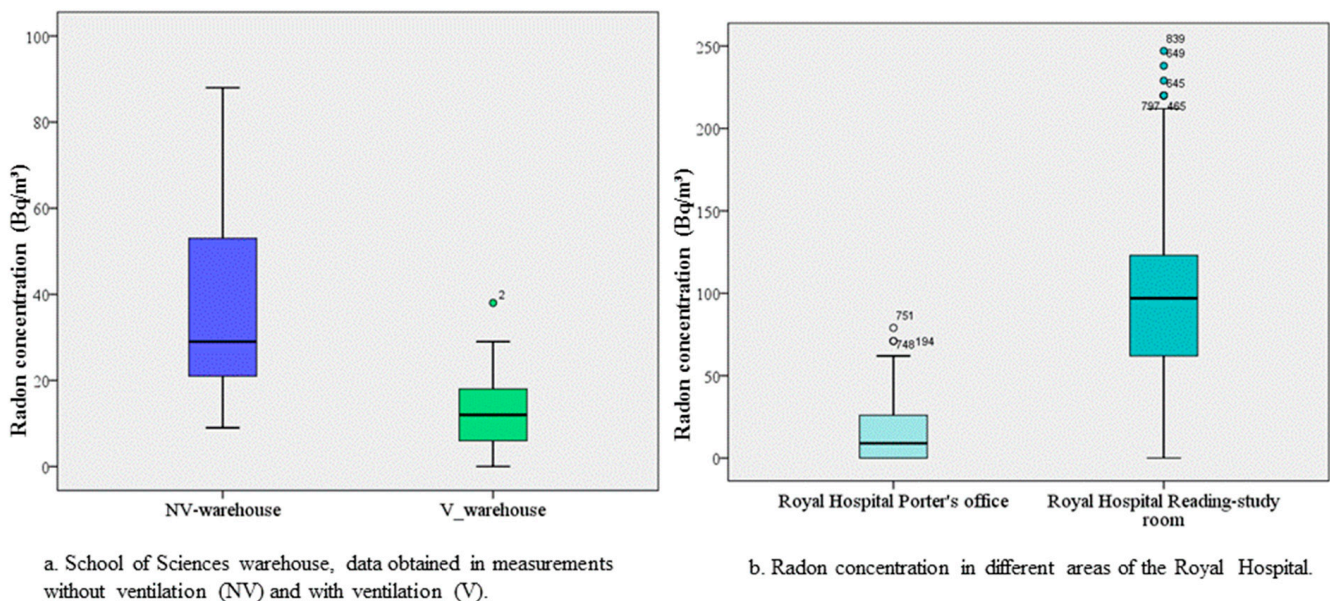 100
80
60
40
20
0
Radon concentration (Bq/m³)
2
NV-warehouse
V_warehouse
a. School of Sciences warehouse, data obtained in measurements
without ventilation (NV) and with ventilation (V).
250
200
150
100
50
0
Radon concentration (Bq/m³)
839
649
645
797 465
751
748 194
Royal Hospital Porter's office
Royal Hospital Reading-study
room
b. Radon concentration in different areas of the Royal Hospital.